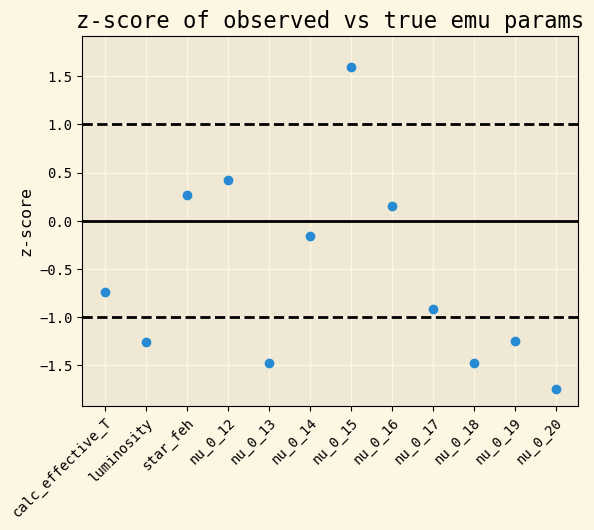 z-score of observed vs true emu params
z-score
1.5
1.0
0.5
0.0
−0.5
−1.0
−1.5
calc_effective_T
luminosity
star_feh
nu_0_12
nu_0_13
nu_0_14
nu_0_15
nu_0_16
nu_0_17
nu_0_18
nu_0_19
nu_0_20